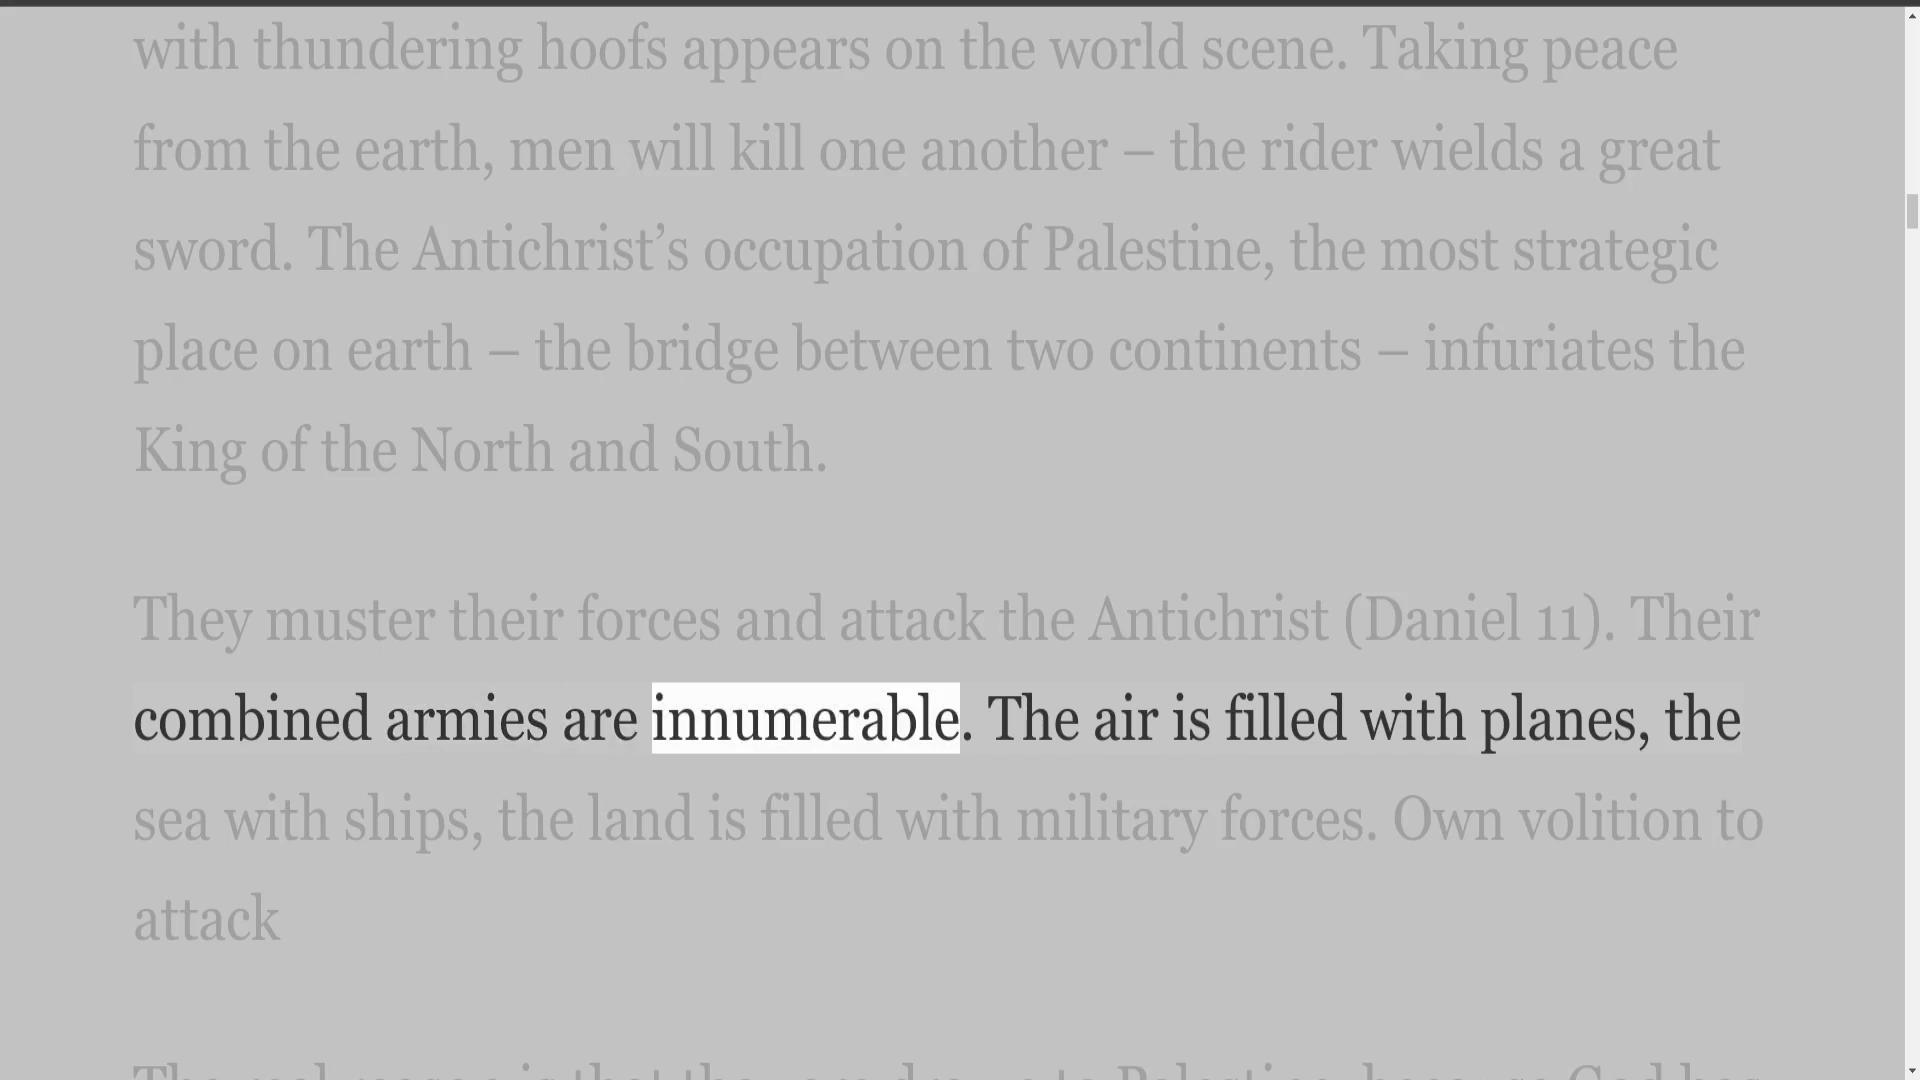 with thundering hoofs appears on the world scene. Taking peace
from the earth, men will kill one another – the rider wields a great
sword. The Antichrist’s occupation of Palestine, the most strategic
place on earth – the bridge between two continents – infuriates the
King of the North and South.
They muster their forces and attack the Antichrist (Daniel 11). Their
combined armies are innumerable. The air is filled with planes, the
sea with ships, the land is filled with military forces. Own volition to
attack